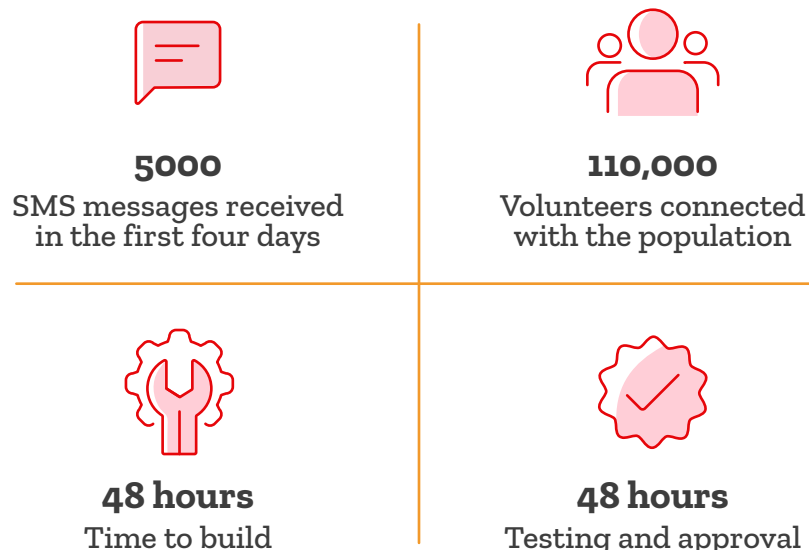 5000
SMS messages received
in the first four days
110,000
Volunteers connected
with the population
48 hours
Time to build
48 hours
Testing and approval